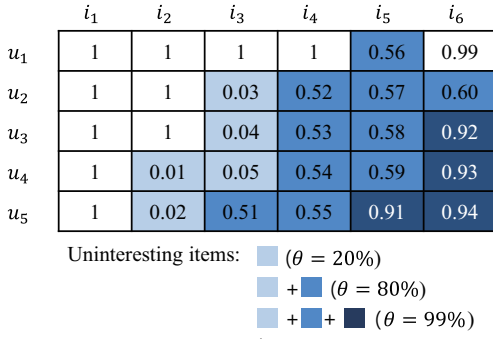 i₁ i₂ i₃ i₄ i₅ i₆
u₁ 1 1 1 1 0.56 0.99
u₂ 1 1 0.03 0.52 0.57 0.60
u₃ 1 1 0.04 0.53 0.58 0.92
u₄ 1 0.01 0.05 0.54 0.59 0.93
u₅ 1 0.02 0.51 0.55 0.91 0.94
Uninteresting items: (θ = 20%)
+ (θ = 80%)
+ + (θ = 99%)